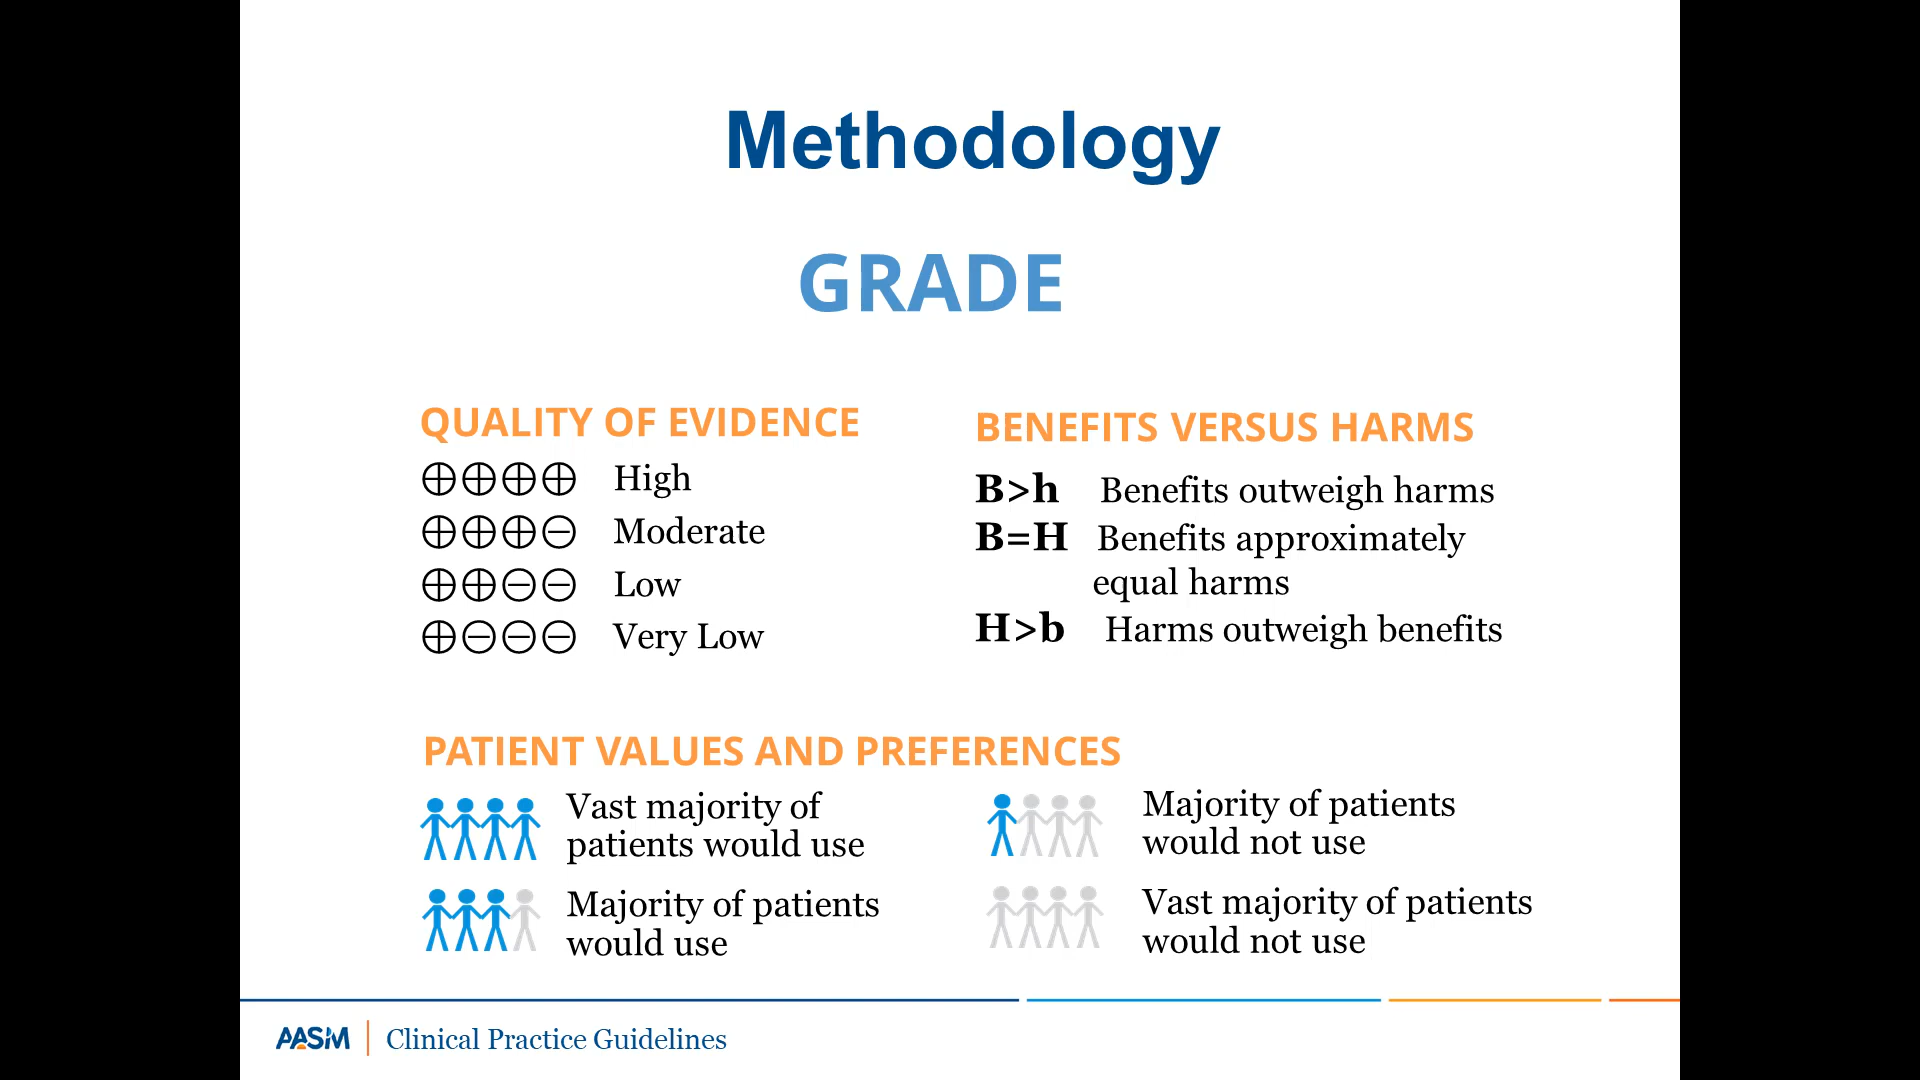 Methodology
GRADE
QUALITY OF EVIDENCE
⊕⊕⊕⊕ High
⊕⊕⊕⊖ Moderate
⊕⊕⊖⊖ Low
⊕⊖⊖⊖ Very Low
BENEFITS VERSUS HARMS
B>h Benefits outweigh harms
B=H Benefits approximately
equal harms
H>b Harms outweigh benefits
PATIENT VALUES AND PREFERENCES
Vast majority of
patients would use
Majority of patients
would use
Majority of patients
would not use
Vast majority of patients
would not use
AASM | Clinical Practice Guidelines